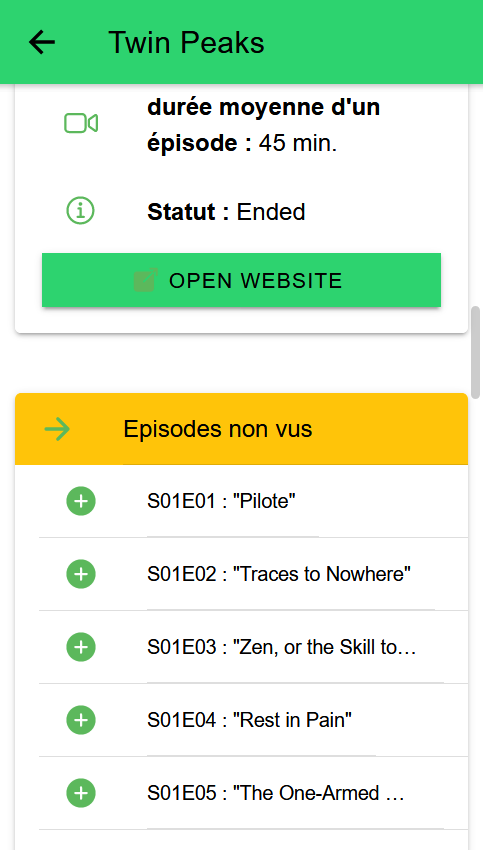 Twin Peaks
durée moyenne d'un
épisode : 45 min.
Statut : Ended
OPEN WEBSITE
Episodes non vus
S01E01 : "Pilote"
S01E02 : "Traces to Nowhere"
S01E03 : "Zen, or the Skill to…
S01E04 : "Rest in Pain"
S01E05 : "The One-Armed …